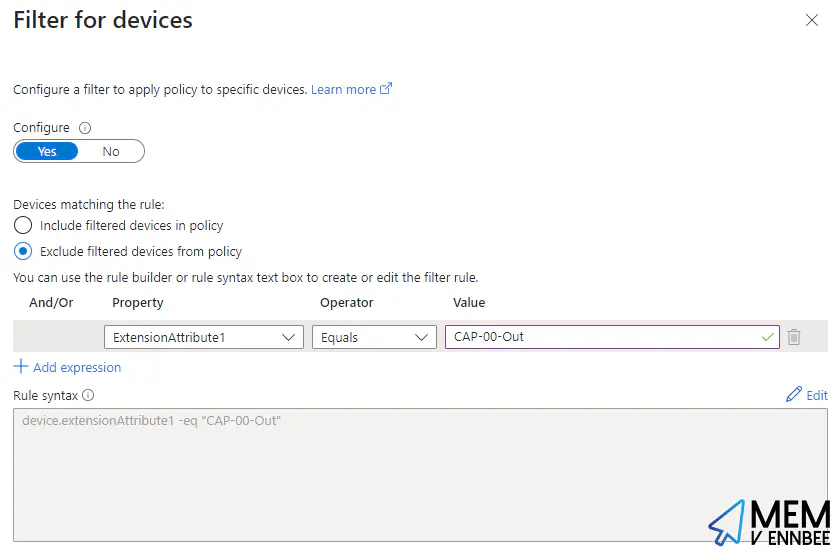 Filter for devices
Configure a filter to apply policy to specific devices. Learn more
Configure
Yes No
Devices matching the rule:
Include filtered devices in policy
Exclude filtered devices from policy
You can use the rule builder or rule syntax text box to create or edit the filter rule.
And/Or Property Operator Value
ExtensionAttribute1 Equals CAP-00-Out
Add expression
Rule syntax Edit
device.extensionAttribute1 -eq "CAP-00-Out"
MEM
V ENNBEE